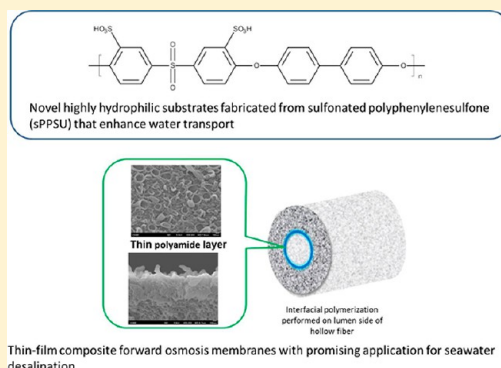 HO₃S
SO₃H
O
S
O
O
O
n
Novel highly hydrophilic substrates fabricated from sulfonated polyphenylenesulfone
(sPPSU) that enhance water transport
Thin polyamide layer
Interfacial polymerization
performed on lumen side of
hollow fiber
Thin-film composite forward osmosis membranes with promising application for seawater
desalination